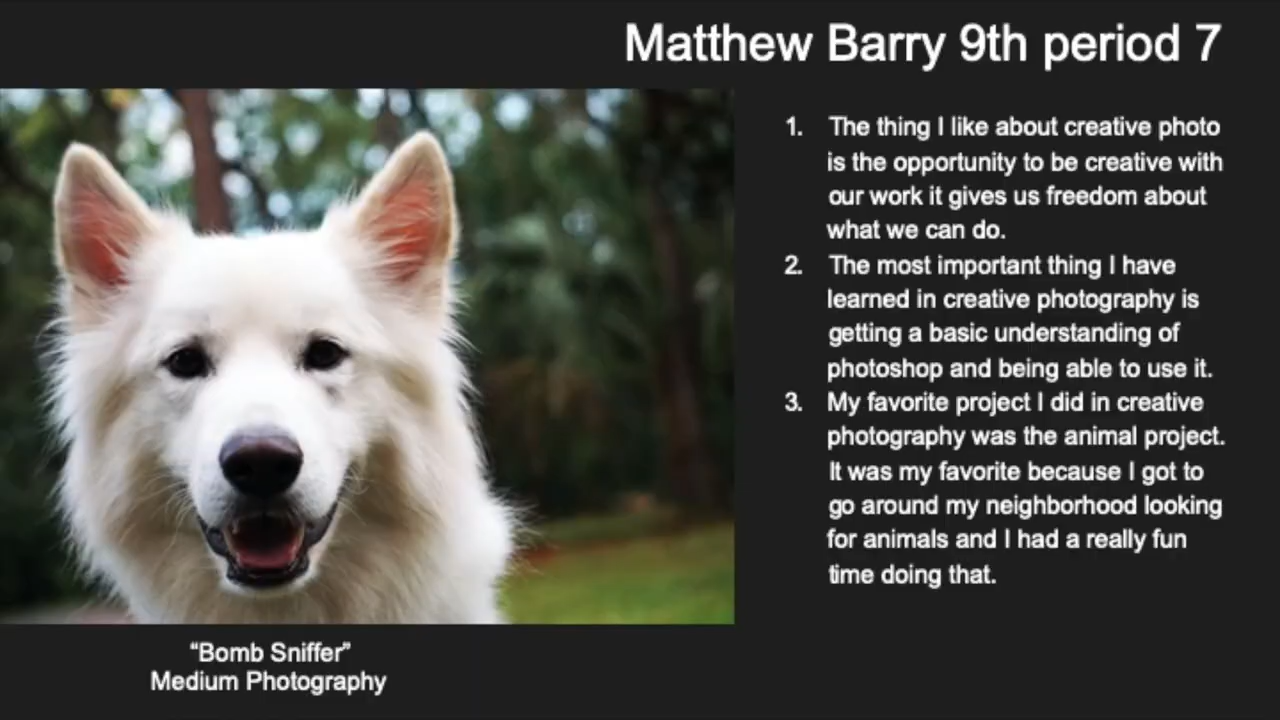 Matthew Barry 9th period 7
1. The thing I like about creative photo
is the opportunity to be creative with
our work it gives us freedom about
what we can do.
2. The most important thing I have
learned in creative photography is
getting a basic understanding of
photoshop and being able to use it.
3. My favorite project I did in creative
photography was the animal project.
It was my favorite because I got to
go around my neighborhood looking
for animals and I had a really fun
time doing that.
“Bomb Sniffer”
Medium Photography